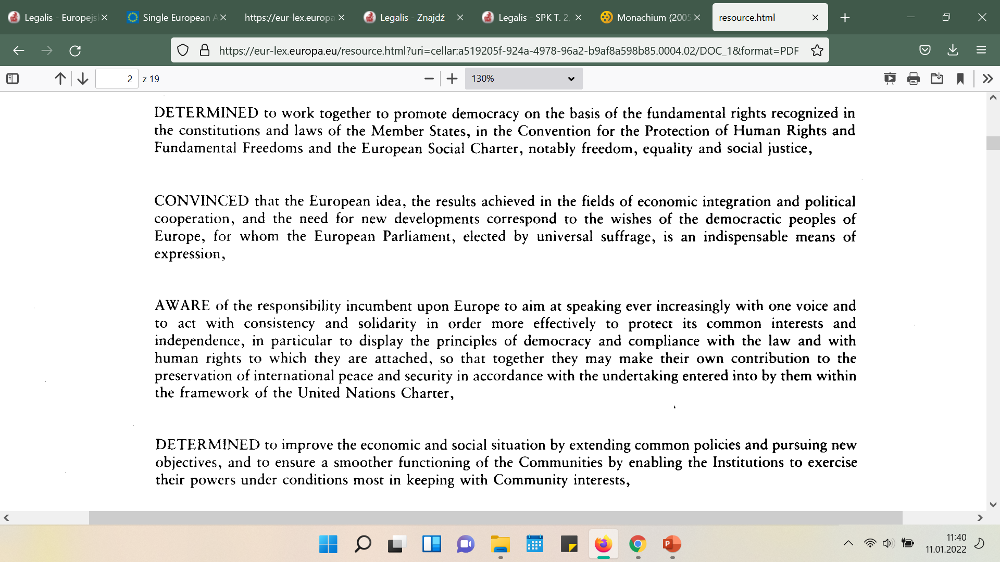 Legalis - Europejs
Single European A
https://eur-lex.europa
Legalis - Znajdź
Legalis - SPK T. 2,
Monachium (2005
resource.html
https://eur-lex.europa.eu/resource.html?uri=cellar:a519205f-924a-4978-96a2-b9af8a598b85.0004.02/DOC_1&format=PDF
2 z 19
130%
DETERMINED to work together to promote democracy on the basis of the fundamental rights recognized in
the constitutions and laws of the Member States, in the Convention for the Protection of Human Rights and
Fundamental Freedoms and the European Social Charter, notably freedom, equality and social justice,
CONVINCED that the European idea, the results achieved in the fields of economic integration and political
cooperation, and the need for new developments correspond to the wishes of the democractic peoples of
Europe, for whom the European Parliament, elected by universal suffrage, is an indispensable means of
expression,
AWARE of the responsibility incumbent upon Europe to aim at speaking ever increasingly with one voice and
to act with consistency and solidarity in order more effectively to protect its common interests and
independence, in particular to display the principles of democracy and compliance with the law and with
human rights to which they are attached, so that together they may make their own contribution to the
preservation of international peace and security in accordance with the undertaking entered into by them within
the framework of the United Nations Charter,
DETERMINED to improve the economic and social situation by extending common policies and pursuing new
objectives, and to ensure a smoother functioning of the Communities by enabling the Institutions to exercise
their powers under conditions most in keeping with Community interests,
P
11:40
11.01.2022